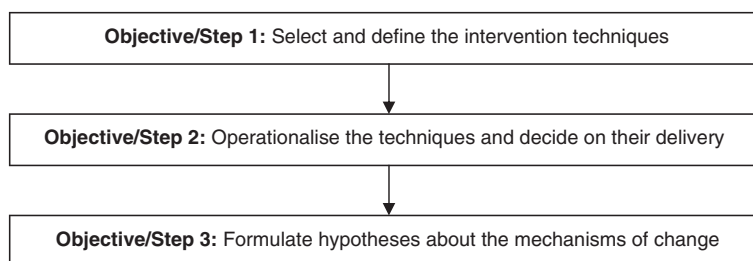 Objective/Step 1: Select and define the intervention techniques
Objective/Step 2: Operationalise the techniques and decide on their delivery
Objective/Step 3: Formulate hypotheses about the mechanisms of change